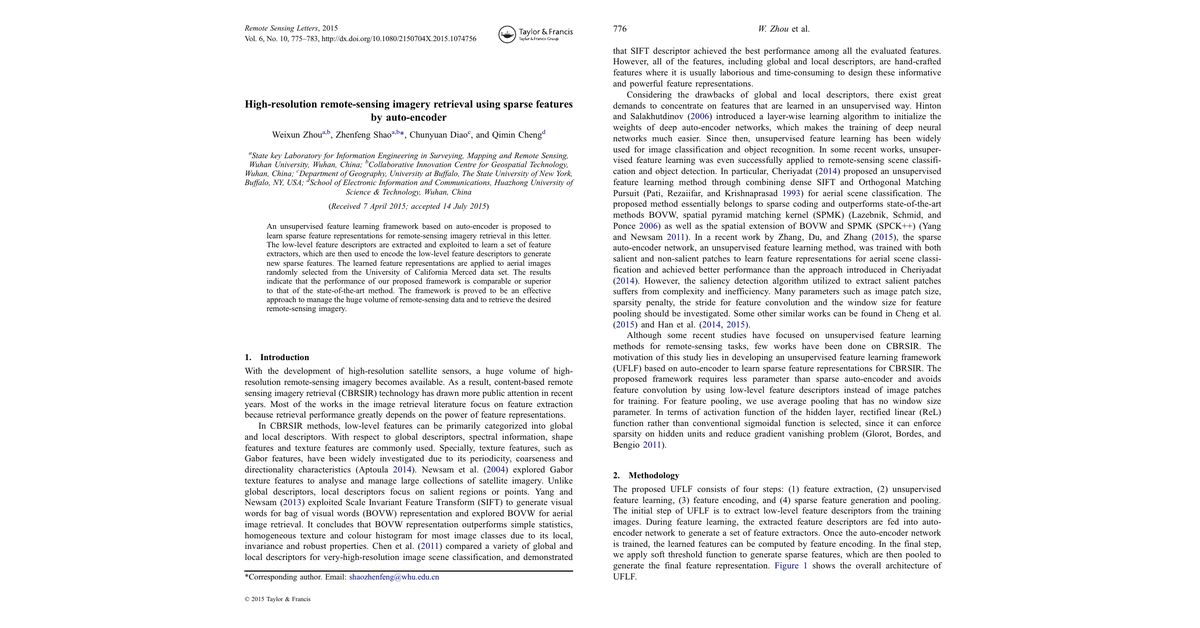 Remote Sensing Letters, 2015
Vol. 6, No. 10, 775–783, http://dx.doi.org/10.1080/2150704X.2015.1074756
Taylor & Francis
Taylor & Francis Group
High-resolution remote-sensing imagery retrieval using sparse features
by auto-encoder
Weixun Zhoua,b, Zhenfeng Shaoa,b*, Chunyuan Diaoc, and Qimin Chengd
aState key Laboratory for Information Engineering in Surveying, Mapping and Remote Sensing,
Wuhan University, Wuhan, China; bCollaborative Innovation Centre for Geospatial Technology,
Wuhan, China; cDepartment of Geography, University at Buffalo, The State University of New York,
Buffalo, NY, USA; dSchool of Electronic Information and Communications, Huazhong University of
Science & Technology, Wuhan, China
(Received 7 April 2015; accepted 14 July 2015)
An unsupervised feature learning framework based on auto-encoder is proposed to
learn sparse feature representations for remote-sensing imagery retrieval in this letter.
The low-level feature descriptors are extracted and exploited to learn a set of feature
extractors, which are then used to encode the low-level feature descriptors to generate
new sparse features. The learned feature representations are applied to aerial images
randomly selected from the University of California Merced data set. The results
indicate that the performance of our proposed framework is comparable or superior
to that of the state-of-the-art method. The framework is proved to be an effective
approach to manage the huge volume of remote-sensing data and to retrieve the desired
remote-sensing imagery.
1. Introduction
With the development of high-resolution satellite sensors, a huge volume of high-
resolution remote-sensing imagery becomes available. As a result, content-based remote
sensing imagery retrieval (CBRSIR) technology has drawn more public attention in recent
years. Most of the works in the image retrieval literature focus on feature extraction
because retrieval performance greatly depends on the power of feature representations.
In CBRSIR methods, low-level features can be primarily categorized into global
and local descriptors. With respect to global descriptors, spectral information, shape
features and texture features are commonly used. Specially, texture features, such as
Gabor features, have been widely investigated due to its periodicity, coarseness and
directionality characteristics (Aptoula 2014). Newsam et al. (2004) explored Gabor
texture features to analyse and manage large collections of satellite imagery. Unlike
global descriptors, local descriptors focus on salient regions or points. Yang and
Newsam (2013) exploited Scale Invariant Feature Transform (SIFT) to generate visual
words for bag of visual words (BOVW) representation and explored BOVW for aerial
image retrieval. It concludes that BOVW representation outperforms simple statistics,
homogeneous texture and colour histogram for most image classes due to its local,
invariance and robust properties. Chen et al. (2011) compared a variety of global and
local descriptors for very-high-resolution image scene classification, and demonstrated
*Corresponding author. Email: shaozhenfeng@whu.edu.cn
© 2015 Taylor & Francis
776 W. Zhou et al.
that SIFT descriptor achieved the best performance among all the evaluated features.
However, all of the features, including global and local descriptors, are hand-crafted
features where it is usually laborious and time-consuming to design these informative
and powerful feature representations.
Considering the drawbacks of global and local descriptors, there exist great
demands to concentrate on features that are learned in an unsupervised way. Hinton
and Salakhutdinov (2006) introduced a layer-wise learning algorithm to initialize the
weights of deep auto-encoder networks, which makes the training of deep neural
networks much easier. Since then, unsupervised feature learning has been widely
used for image classification and object recognition. In some recent works, unsuper-
vised feature learning was even successfully applied to remote-sensing scene classifi-
cation and object detection. In particular, Cheriyadat (2014) proposed an unsupervised
feature learning method through combining dense SIFT and Orthogonal Matching
Pursuit (Pati, Rezaiifar, and Krishnaprasad 1993) for aerial scene classification. The
proposed method essentially belongs to sparse coding and outperforms state-of-the-art
methods BOVW, spatial pyramid matching kernel (SPMK) (Lazebnik, Schmid, and
Ponce 2006) as well as the spatial extension of BOVW and SPMK (SPCK++) (Yang
and Newsam 2011). In a recent work by Zhang, Du, and Zhang (2015), the sparse
auto-encoder network, an unsupervised feature learning method, was trained with both
salient and non-salient patches to learn feature representations for aerial scene classi-
fication and achieved better performance than the approach introduced in Cheriyadat
(2014). However, the saliency detection algorithm utilized to extract salient patches
suffers from complexity and inefficiency. Many parameters such as image patch size,
sparsity penalty, the stride for feature convolution and the window size for feature
pooling should be investigated. Some other similar works can be found in Cheng et al.
(2015) and Han et al. (2014, 2015).
Although some recent studies have focused on unsupervised feature learning
methods for remote-sensing tasks, few works have been done on CBRSIR. The
motivation of this study lies in developing an unsupervised feature learning framework
(UFLF) based on auto-encoder to learn sparse feature representations for CBRSIR. The
proposed framework requires less parameter than sparse auto-encoder and avoids
feature convolution by using low-level feature descriptors instead of image patches
for training. For feature pooling, we use average pooling that has no window size
parameter. In terms of activation function of the hidden layer, rectified linear (ReL)
function rather than conventional sigmoid function is selected, since it can enforce
sparsity on hidden units and reduce gradient vanishing problem (Glorot, Bordes, and
Bengio 2011).
2. Methodology
The proposed UFLF consists of four steps: (1) feature extraction, (2) unsupervised
feature learning, (3) feature encoding, and (4) sparse feature generation and pooling.
The initial step of UFLF is to extract low-level feature descriptors from the training
images. During feature learning, the extracted feature descriptors are fed into auto-
encoder network to generate a set of feature extractors. Once the auto-encoder network
is trained, the learned features can be computed by feature encoding. In the final step,
we apply soft threshold function to generate sparse features, which are then pooled to
generate the final feature representation. Figure 1 shows the overall architecture of
UFLF.